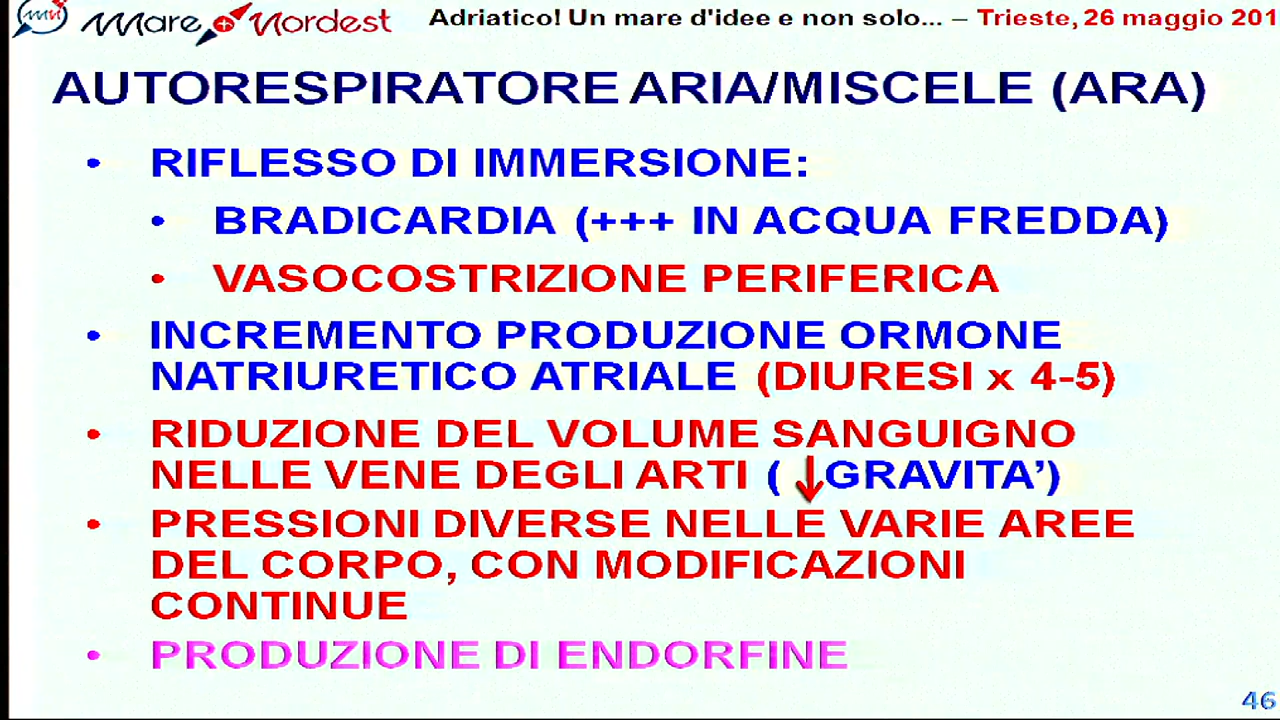 Mare Nordest
Adriatico! Un mare d'idee e non solo... – Trieste, 26 maggio 201
AUTORESPIRATORE ARIA/MISCELE (ARA)
• RIFLESSO DI IMMERSIONE:
• BRADICARDIA (+++ IN ACQUA FREDDA)
• VASOCOSTRIZIONE PERIFERICA
• INCREMENTO PRODUZIONE ORMONE
NATRIURETICO ATRIALE (DIURESI x 4-5)
• RIDUZIONE DEL VOLUME SANGUIGNO
NELLE VENE DEGLI ARTI ( ↓GRAVITA’)
• PRESSIONI DIVERSE NELLE VARIE AREE
DEL CORPO, CON MODIFICAZIONI
CONTINUE
• PRODUZIONE DI ENDORFINE
46